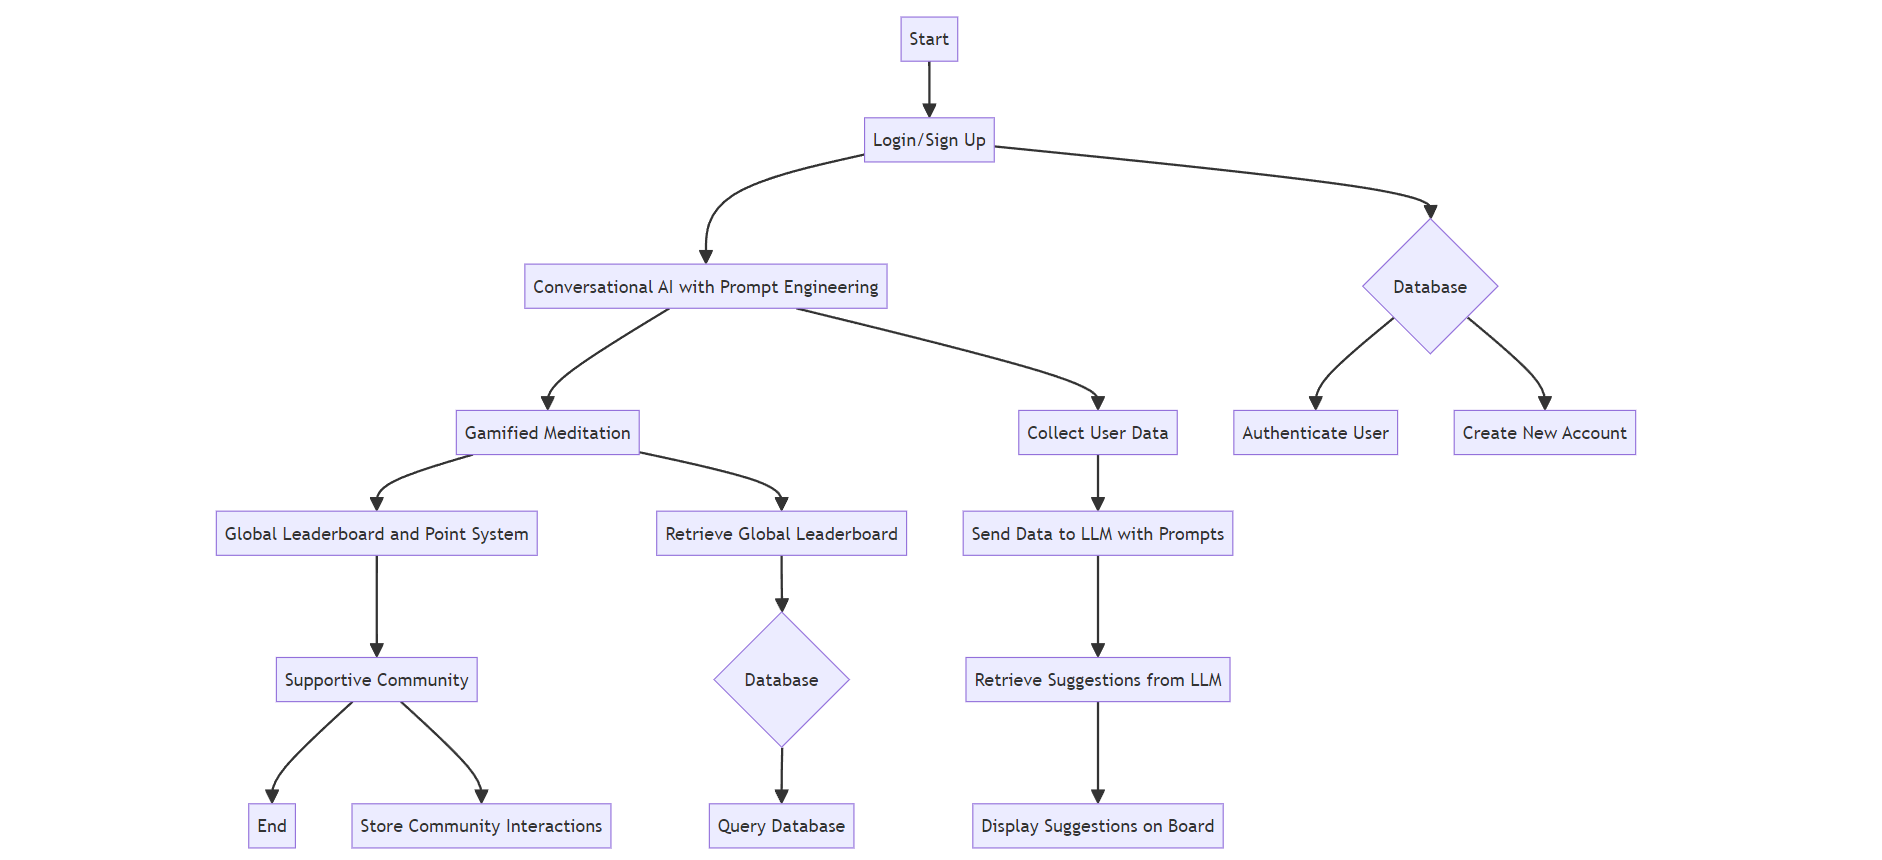 Start
Login/Sign Up
Conversational AI with Prompt Engineering
Database
Gamified Meditation
Collect User Data
Authenticate User
Create New Account
Global Leaderboard and Point System
Retrieve Global Leaderboard
Send Data to LLM with Prompts
Supportive Community
Database
Retrieve Suggestions from LLM
End
Store Community Interactions
Query Database
Display Suggestions on Board